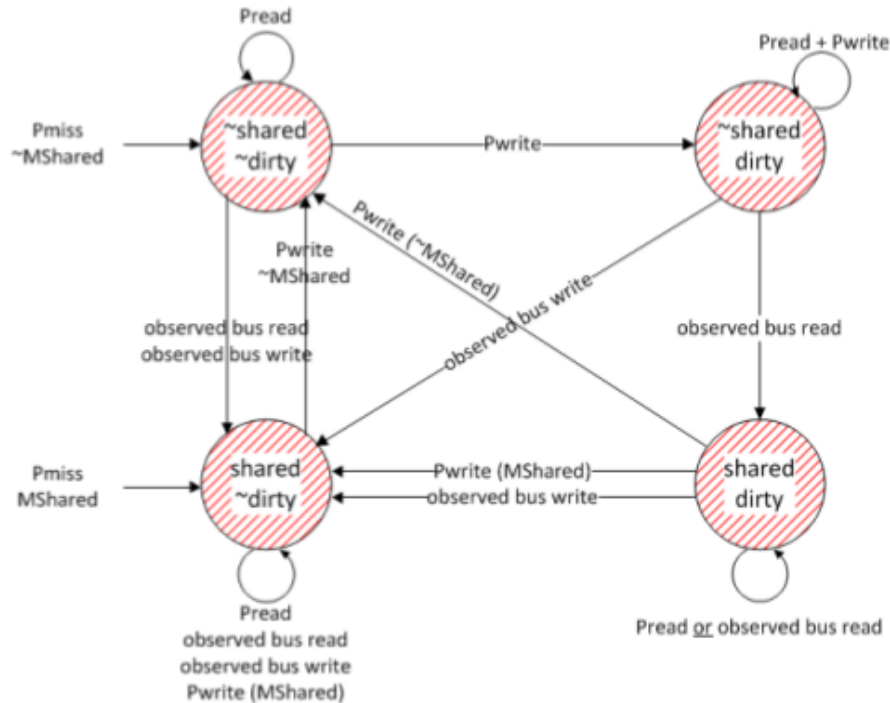 Pread
Pread + Pwrite
Pmiss
~MShared
~shared
~dirty
Pwrite
~shared
dirty
Pwrite (~MShared)
Pwrite
~MShared
observed bus write
observed bus read
observed bus write
observed bus read
Pmiss
MShared
shared
~dirty
Pwrite (MShared)
observed bus write
shared
dirty
Pread
observed bus read
observed bus write
Pwrite (MShared)
Pread or observed bus read